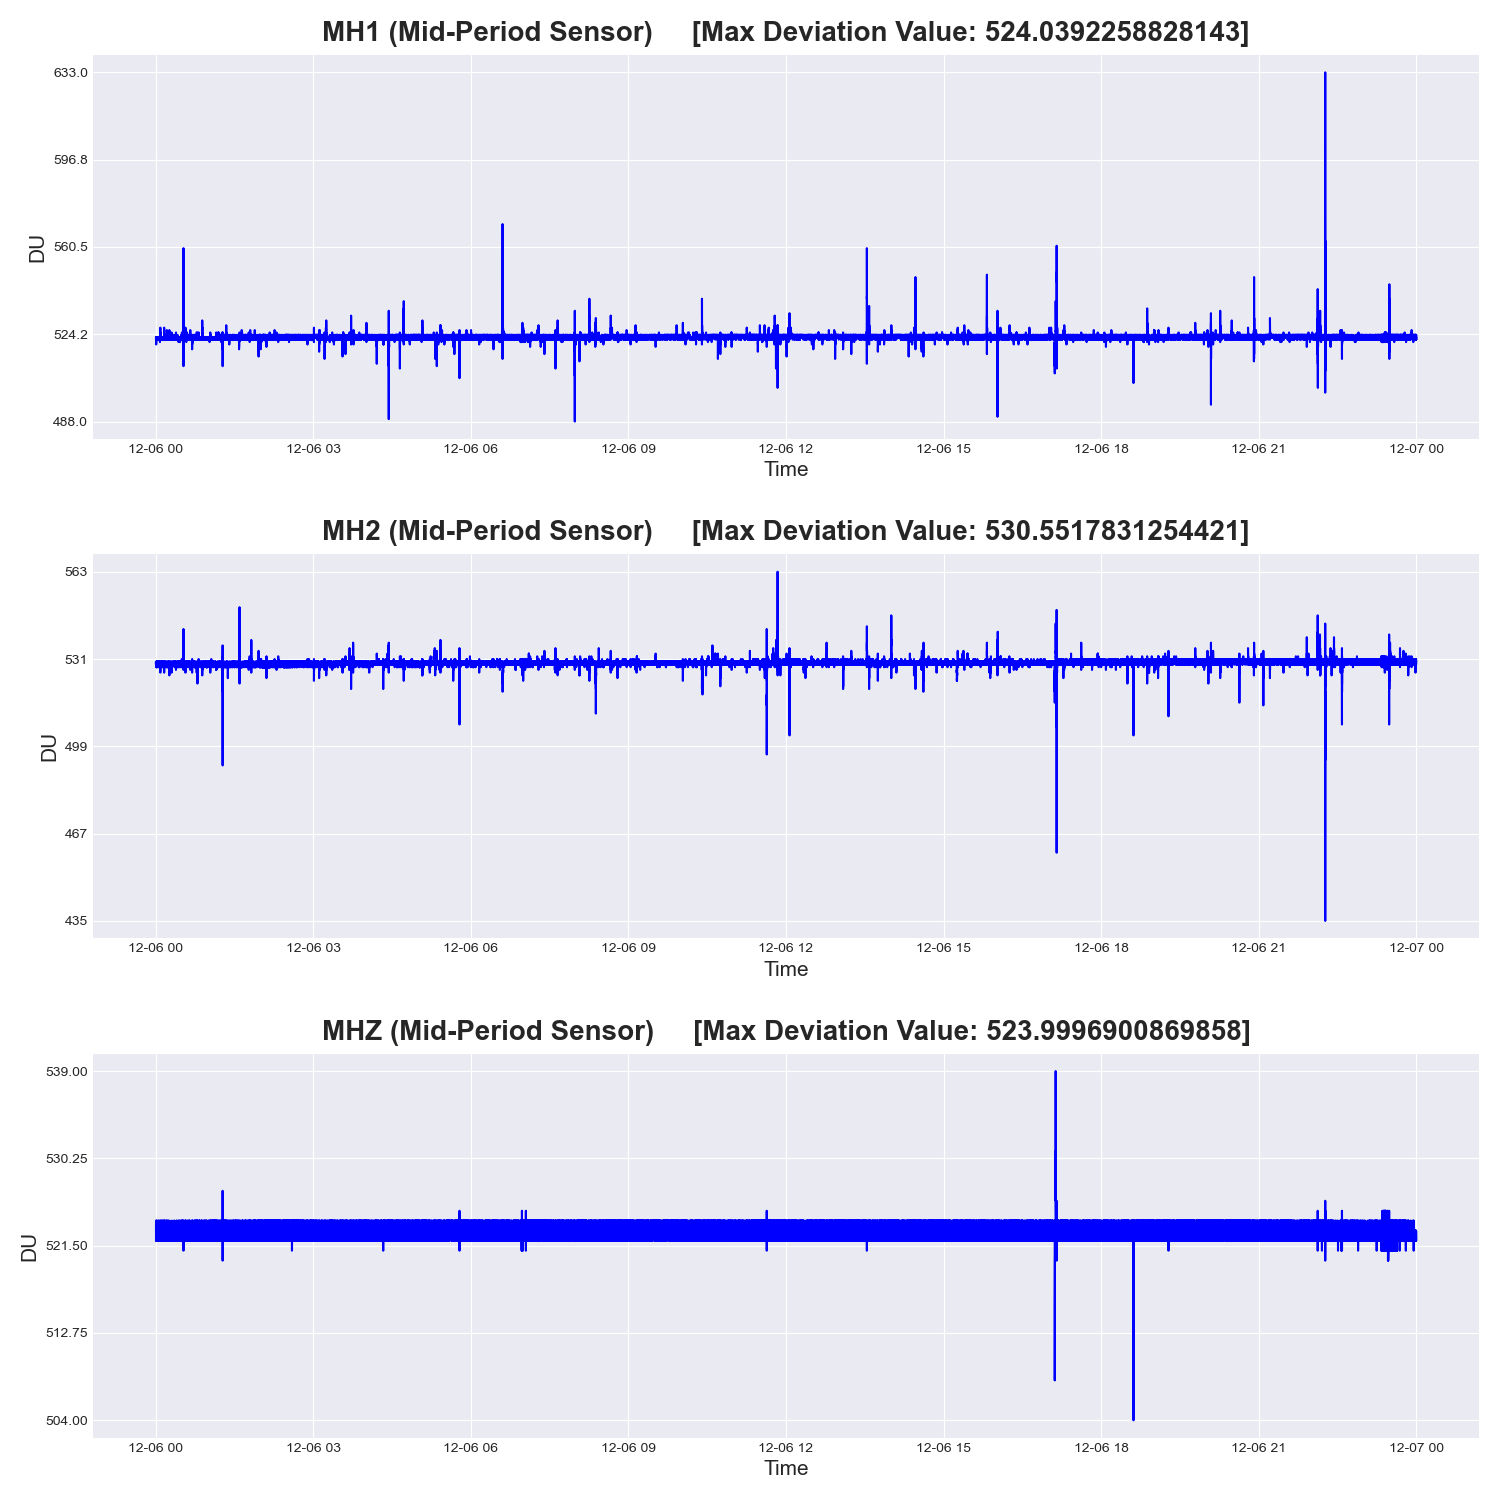 MH1 (Mid-Period Sensor) [Max Deviation Value: 524.0392258828143]
633.0
596.8
560.5
524.2
488.0
DU
12-06 00 12-06 03 12-06 06 12-06 09 12-06 12 12-06 15 12-06 18 12-06 21 12-07 00
Time
MH2 (Mid-Period Sensor) [Max Deviation Value: 530.5517831254421]
563
531
499
467
435
DU
12-06 00 12-06 03 12-06 06 12-06 09 12-06 12 12-06 15 12-06 18 12-06 21 12-07 00
Time
MHZ (Mid-Period Sensor) [Max Deviation Value: 523.9996900869858]
539.00
530.25
521.50
512.75
504.00
DU
12-06 00 12-06 03 12-06 06 12-06 09 12-06 12 12-06 15 12-06 18 12-06 21 12-07 00
Time